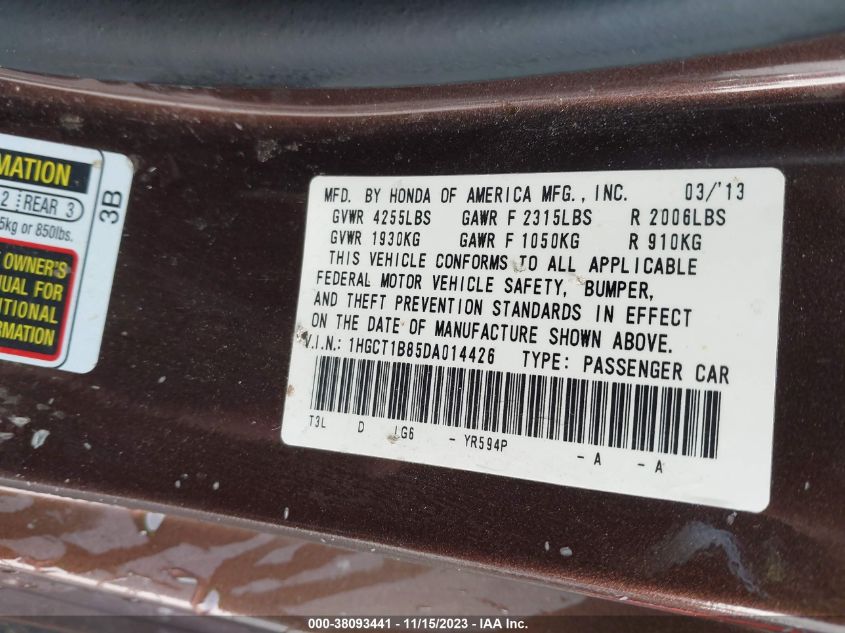 MATION
2 REAR 3
5kg or 850lbs.
OWNER'S
UAL FOR
ITIONAL
RMATION
3B
MFD. BY HONDA OF AMERICA MFG., INC. 03/'13
GVWR 4255LBS GAWR F 2315LBS R 2006LBS
GVWR 1930KG GAWR F 1050KG R 910KG
THIS VEHICLE CONFORMS TO ALL APPLICABLE
FEDERAL MOTOR VEHICLE SAFETY, BUMPER,
AND THEFT PREVENTION STANDARDS IN EFFECT
ON THE DATE OF MANUFACTURE SHOWN ABOVE.
V.I.N.: 1HGCT1B85DA014426 TYPE: PASSENGER CAR
T3L D LG6 - YR594P -A -A
000-38093441 - 11/15/2023 - IAA Inc.